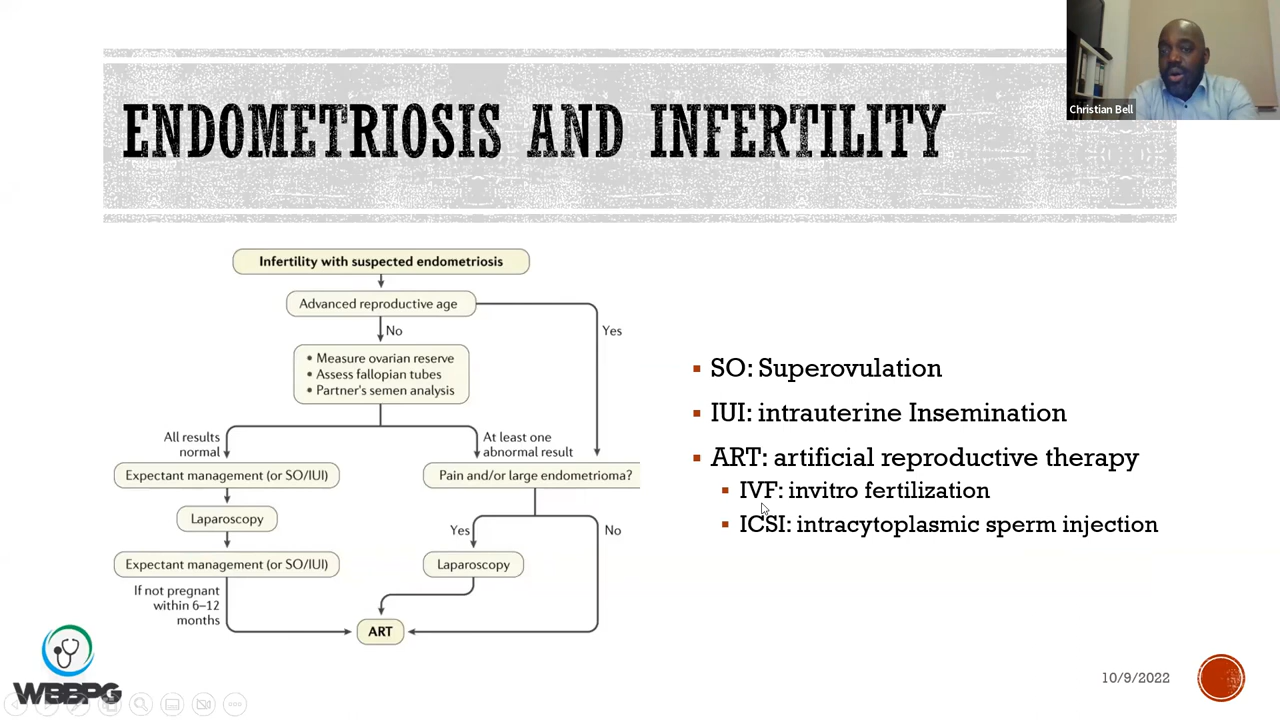 Christian Bell
ENDOMETRIOSIS AND INFERTILITY
Infertility with suspected endometriosis
Advanced reproductive age
No
Yes
• Measure ovarian reserve
• Assess fallopian tubes
• Partner's semen analysis
All results
normal
At least one
abnormal result
Expectant management (or SO/IUI)
Pain and/or large endometrioma?
Laparoscopy
Yes
No
Expectant management (or SO/IUI)
Laparoscopy
If not pregnant
within 6–12
months
ART
▪ SO: Superovulation
▪ IUI: intrauterine Insemination
▪ ART: artificial reproductive therapy
▪ IVF: invitro fertilization
▪ ICSI: intracytoplasmic sperm injection
WBBPG
10/9/2022